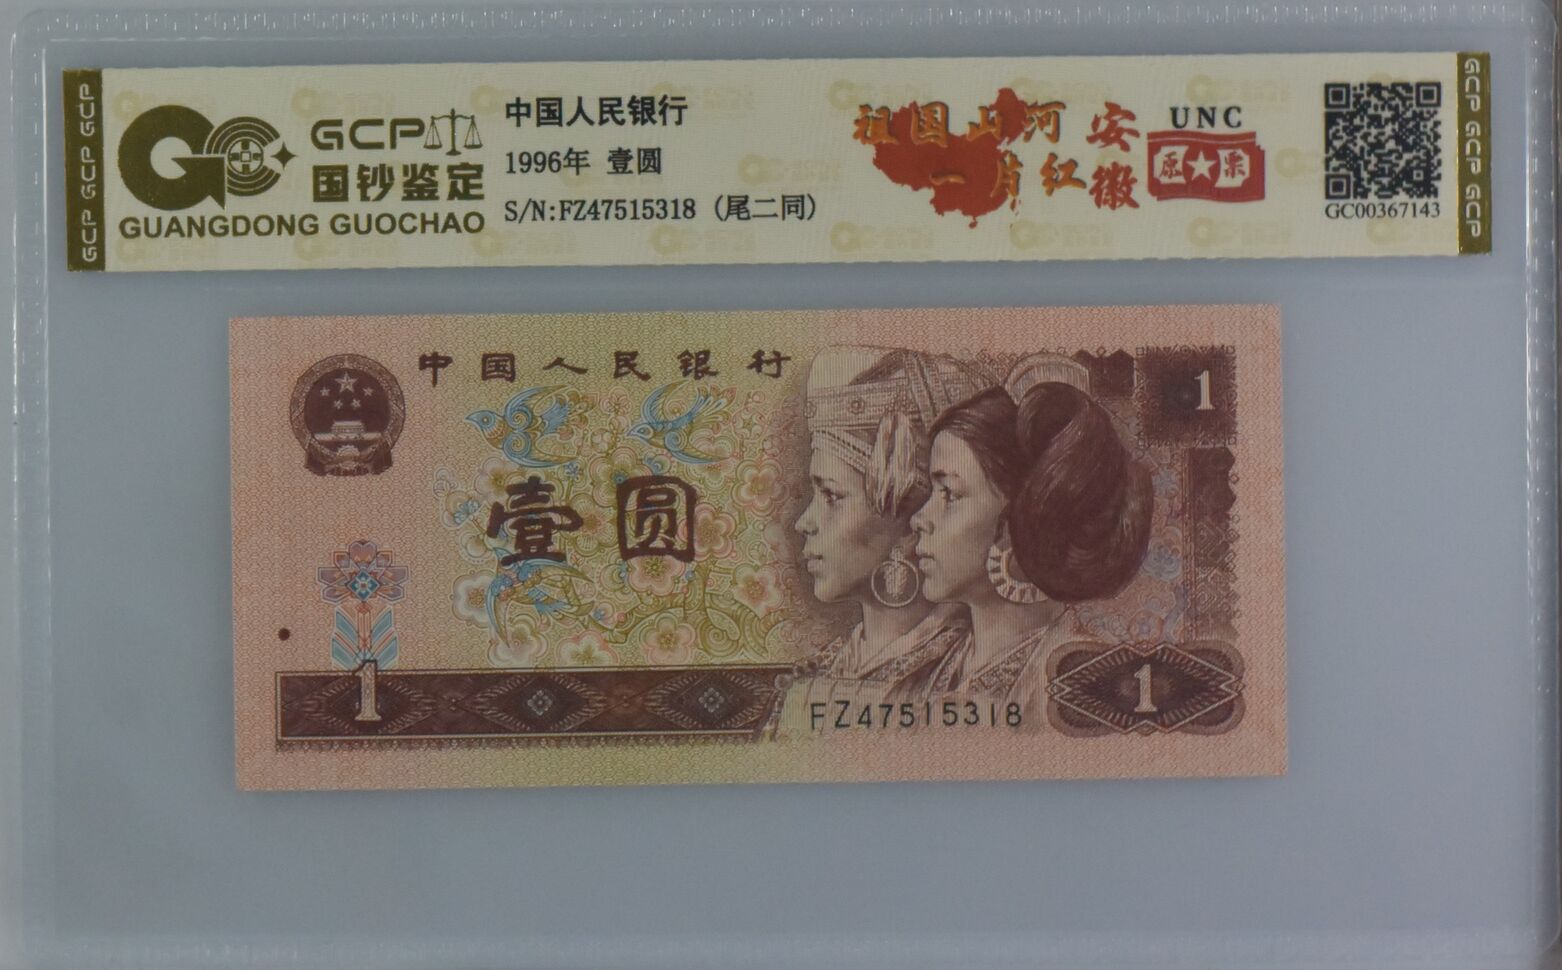 GCP GCP GCP
GCP
国钞鉴定
GUANGDONG GUOCHAO
中国人民银行
1996年 壹圆
S/N:FZ47515318 (尾二同)
祖国山河
一片红
安徽
UNC
原票
GC00367143
GCP GCP GCP
中国人民银行
1
壹圆
1
FZ47515318
1